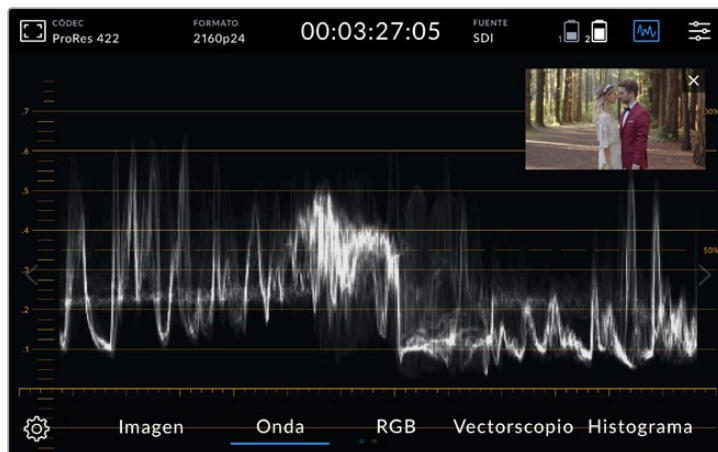 CÓDEC
ProRes 422
FORMATO
2160p24
00:03:27:05
FUENTE
SDI
1
2
.7
.6
.5
.4
.3
.2
.1
50%
Imagen
Onda
RGB
Vectorscopio
Histograma